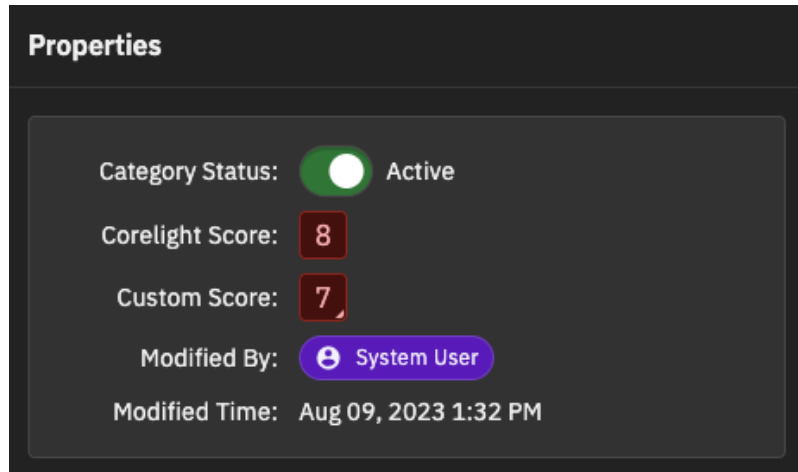 Properties
Category Status: Active
Corelight Score: 8
Custom Score: 7
Modified By: System User
Modified Time: Aug 09, 2023 1:32 PM